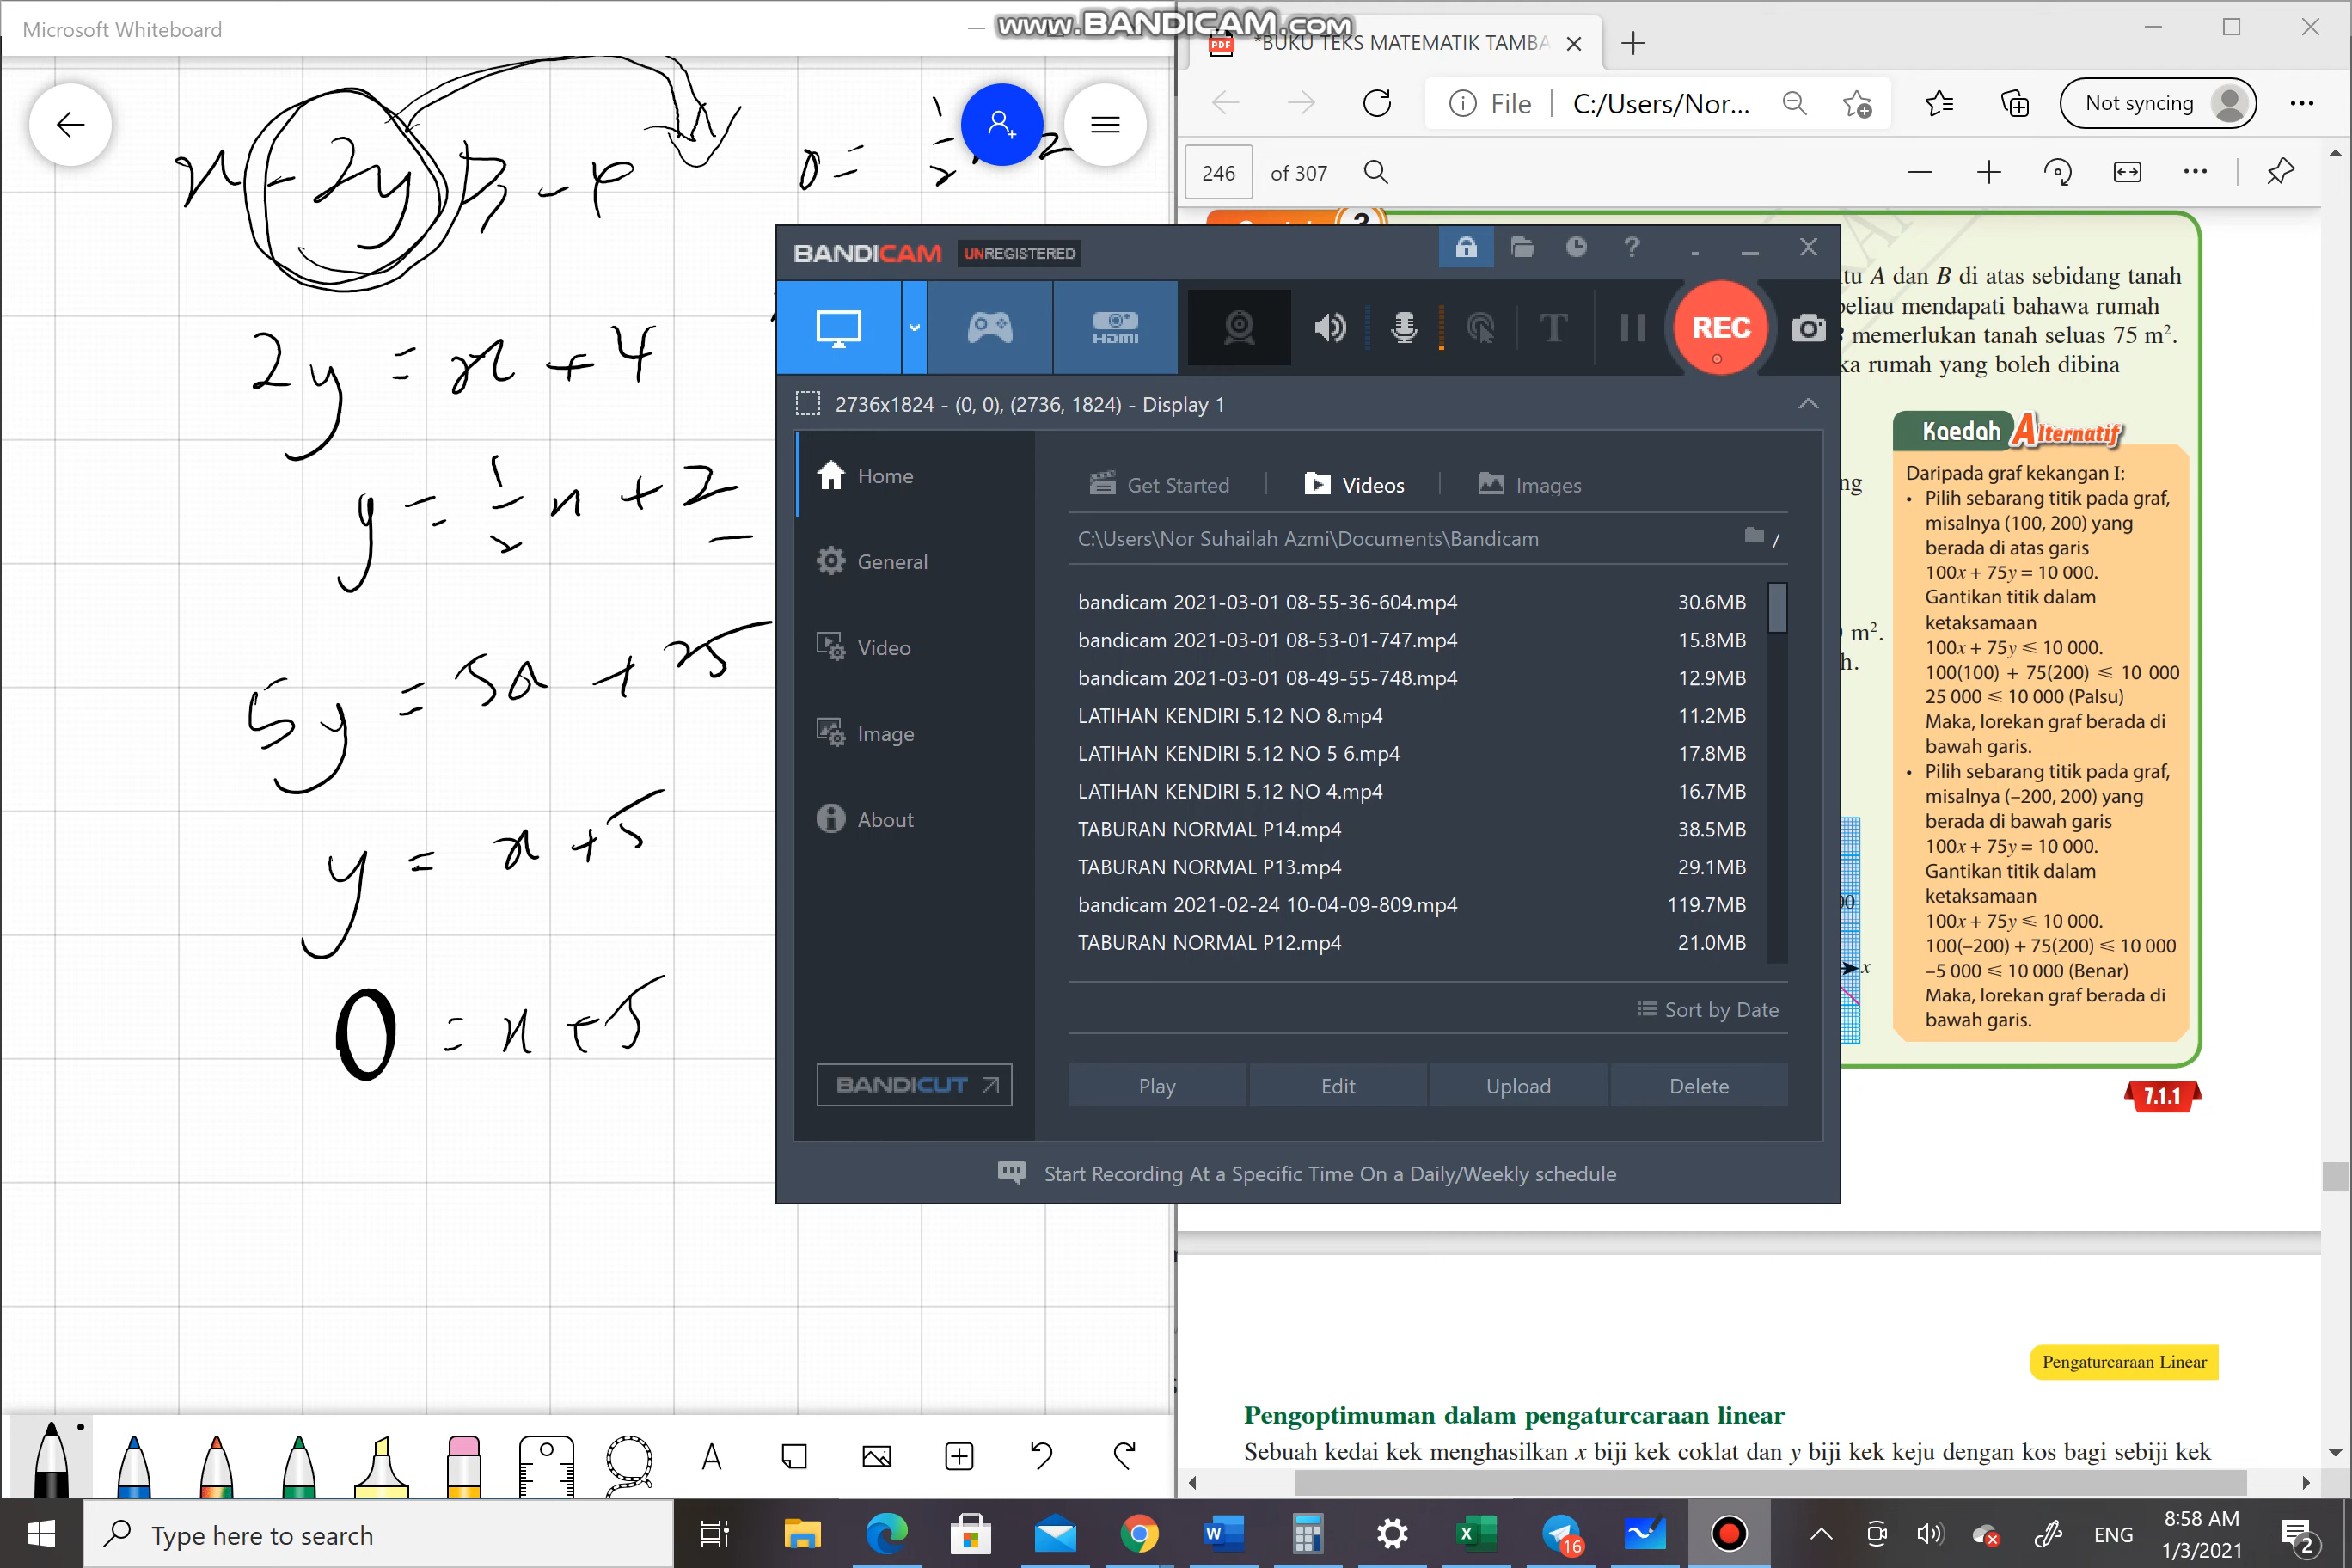 Microsoft Whiteboard
www.BANDICAM.com
x - 2y ≥ -4
0 =
2y = x + 4
y = 1/2 x + 2
5y = 5x + 25
y = x + 5
0 = x + 5
*BUKU TEKS MATEMATIK TAMBA
File
C:/Users/Nor...
Not syncing
246 of 307
tu A dan B di atas sebidang tanah
beliau mendapati bahawa rumah
memerlukan tanah seluas 75 m².
ka rumah yang boleh dibina
ng
m².
h.
x
Kaedah Alternatif
Daripada graf kekangan I:
• Pilih sebarang titik pada graf,
misalnya (100, 200) yang
berada di atas garis
100x + 75y = 10 000.
Gantikan titik dalam
ketaksamaan
100x + 75y ⩽ 10 000.
100(100) + 75(200) ⩽ 10 000
25 000 ⩽ 10 000 (Palsu)
Maka, lorekan graf berada di
bawah garis.
• Pilih sebarang titik pada graf,
misalnya (–200, 200) yang
berada di bawah garis
100x + 75y = 10 000.
Gantikan titik dalam
ketaksamaan
100x + 75y ⩽ 10 000.
100(–200) + 75(200) ⩽ 10 000
–5 000 ⩽ 10 000 (Benar)
Maka, lorekan graf berada di
bawah garis.
7.1.1
Pengaturcaraan Linear
Pengoptimuman dalam pengaturcaraan linear
Sebuah kedai kek menghasilkan x biji kek coklat dan y biji kek keju dengan kos bagi sebiji kek
BANDICAM UNREGISTERED
HDMI
T
REC
2736x1824 - (0, 0), (2736, 1824) - Display 1
Home
General
Video
Image
About
BANDICUT
Get Started
Videos
Images
C:\Users\Nor Suhailah Azmi\Documents\Bandicam
/
bandicam 2021-03-01 08-55-36-604.mp4 30.6MB
bandicam 2021-03-01 08-53-01-747.mp4 15.8MB
bandicam 2021-03-01 08-49-55-748.mp4 12.9MB
LATIHAN KENDIRI 5.12 NO 8.mp4 11.2MB
LATIHAN KENDIRI 5.12 NO 5 6.mp4 17.8MB
LATIHAN KENDIRI 5.12 NO 4.mp4 16.7MB
TABURAN NORMAL P14.mp4 38.5MB
TABURAN NORMAL P13.mp4 29.1MB
bandicam 2021-02-24 10-04-09-809.mp4 119.7MB
TABURAN NORMAL P12.mp4 21.0MB
Sort by Date
Play
Edit
Upload
Delete
Start Recording At a Specific Time On a Daily/Weekly schedule
Type here to search
16
ENG
8:58 AM
1/3/2021
2